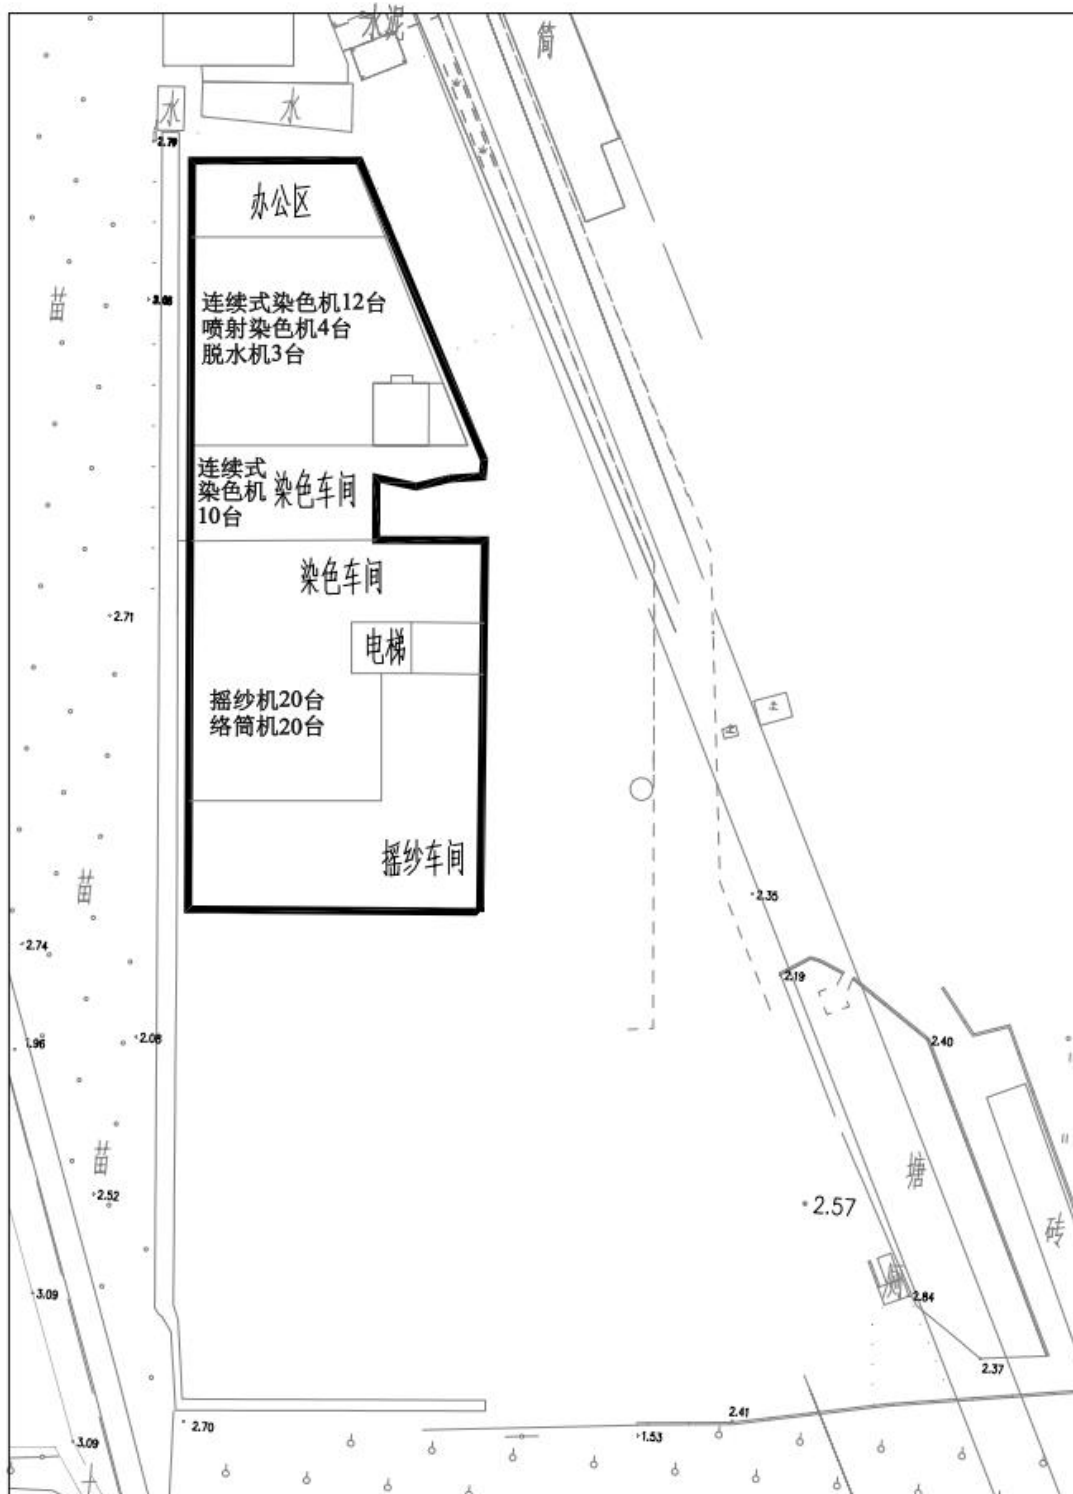 水泥
简
水
水
2.79
办公区
苗
连续式染色机12台
喷射染色机4台
脱水机3台
连续式
染色机
10台
染色车间
染色车间
2.71
电梯
摇纱机20台
络筒机20台
摇纱车间
苗
2.35
2.74
2.19
1.96
2.08
2.40
苗
塘
2.52
2.57
砖
3.09
2.84
2.37
2.41
2.70
3.09
1.53